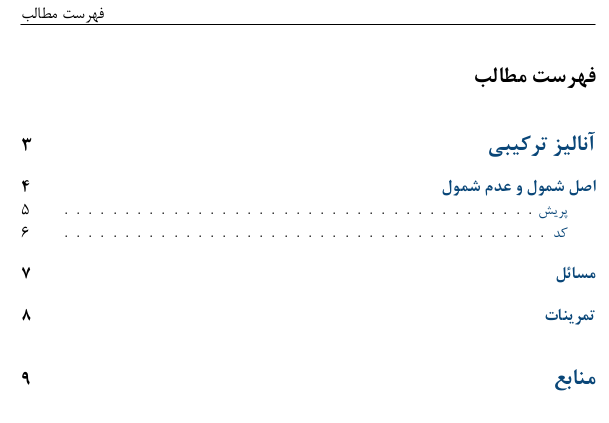 فهرست مطالب
فهرست مطالب
آنالیز ترکیبی ۳
اصل شمول و عدم شمول ۴
پریش . . . . . . . . . . . . . . . . . . . . . . . . . . . . . . . . . . . . . . . ۵
کد . . . . . . . . . . . . . . . . . . . . . . . . . . . . . . . . . . . . . . . . ۶
مسائل ۷
تمرینات ۸
منابع ۹